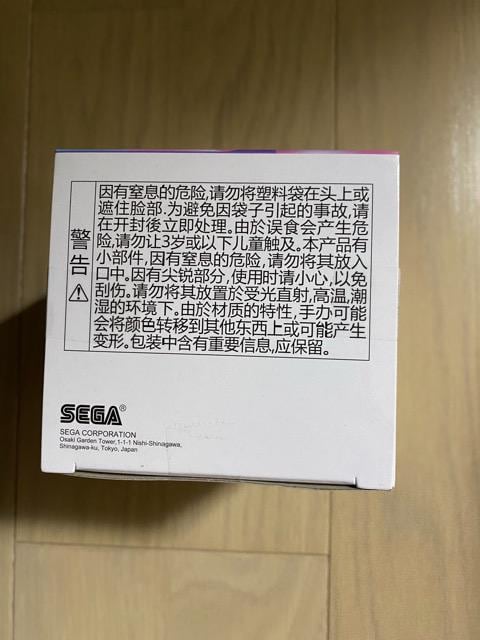 警告
因有窒息的危险,请勿将塑料袋在头上或
遮住脸部.为避免因袋子引起的事故,请
在开封後立即处理。由於误食会产生危
险,请勿让3岁或以下儿童触及。本产品有
小部件,因有窒息的危险,请勿将其放入
口中。因有尖锐部分,使用时请小心,以免
刮伤。请勿将其放置於受光直射,高温,潮
湿的环境下。由於材质的特性,手办可能
会将颜色转移到其他东西上或可能产生
变形。包装中含有重要信息,应保留。
SEGA®
SEGA CORPORATION
Osaki Garden Tower,1-1-1 Nishi-Shinagawa,
Shinagawa-ku, Tokyo, Japan